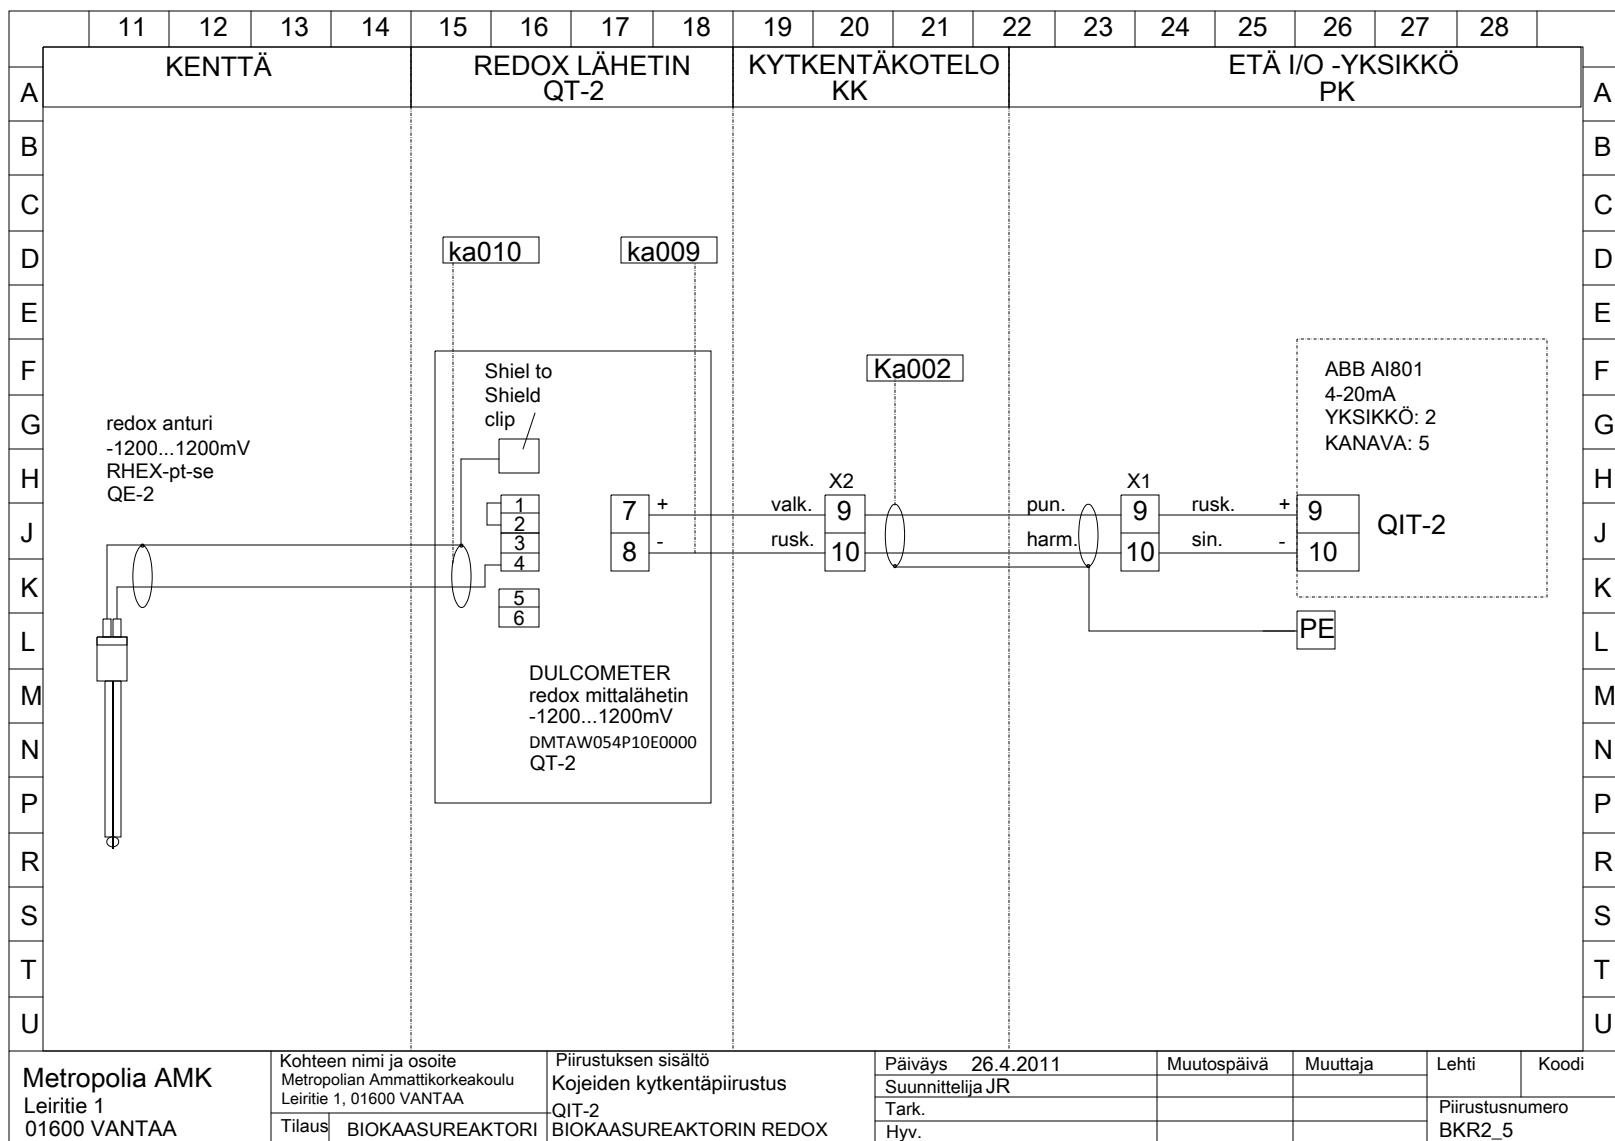 11 12 13 14 15 16 17 18 19 20 21 22 23 24 25 26 27 28
KENTTÄ
REDOX LÄHETIN
QT-2
KYTKENTÄKOTELO
KK
ETÄ I/O -YKSIKKÖ
PK
A A
B B
C C
D D
E E
F F
G G
H H
J J
K K
L L
M M
N N
P P
R R
S S
T T
U U
ka010
ka009
Ka002
redox anturi
-1200...1200mV
RHEX-pt-se
QE-2
Shiel to
Shield
clip
1
2
3
4
5
6
7 +
8 -
DULCOMETER
redox mittalähetin
-1200...1200mV
DMTAW054P10E0000
QT-2
X2
valk. 9
rusk. 10
X1
pun. 9 rusk. + 9
harm. 10 sin. - 10
ABB AI801
4-20mA
YKSIKKÖ: 2
KANAVA: 5
QIT-2
PE
Metropolia AMK
Leiritie 1
01600 VANTAA
Kohteen nimi ja osoite
Metropolian Ammattikorkeakoulu
Leiritie 1, 01600 VANTAA
Tilaus BIOKAASUREAKTORI
Piirustuksen sisältö
Kojeiden kytkentäpiirustus
QIT-2
BIOKAASUREAKTORIN REDOX
Päiväys 26.4.2011
Suunnittelija JR
Tark.
Hyv.
Muutospäivä
Muuttaja
Lehti
Koodi
Piirustusnumero
BKR2_5